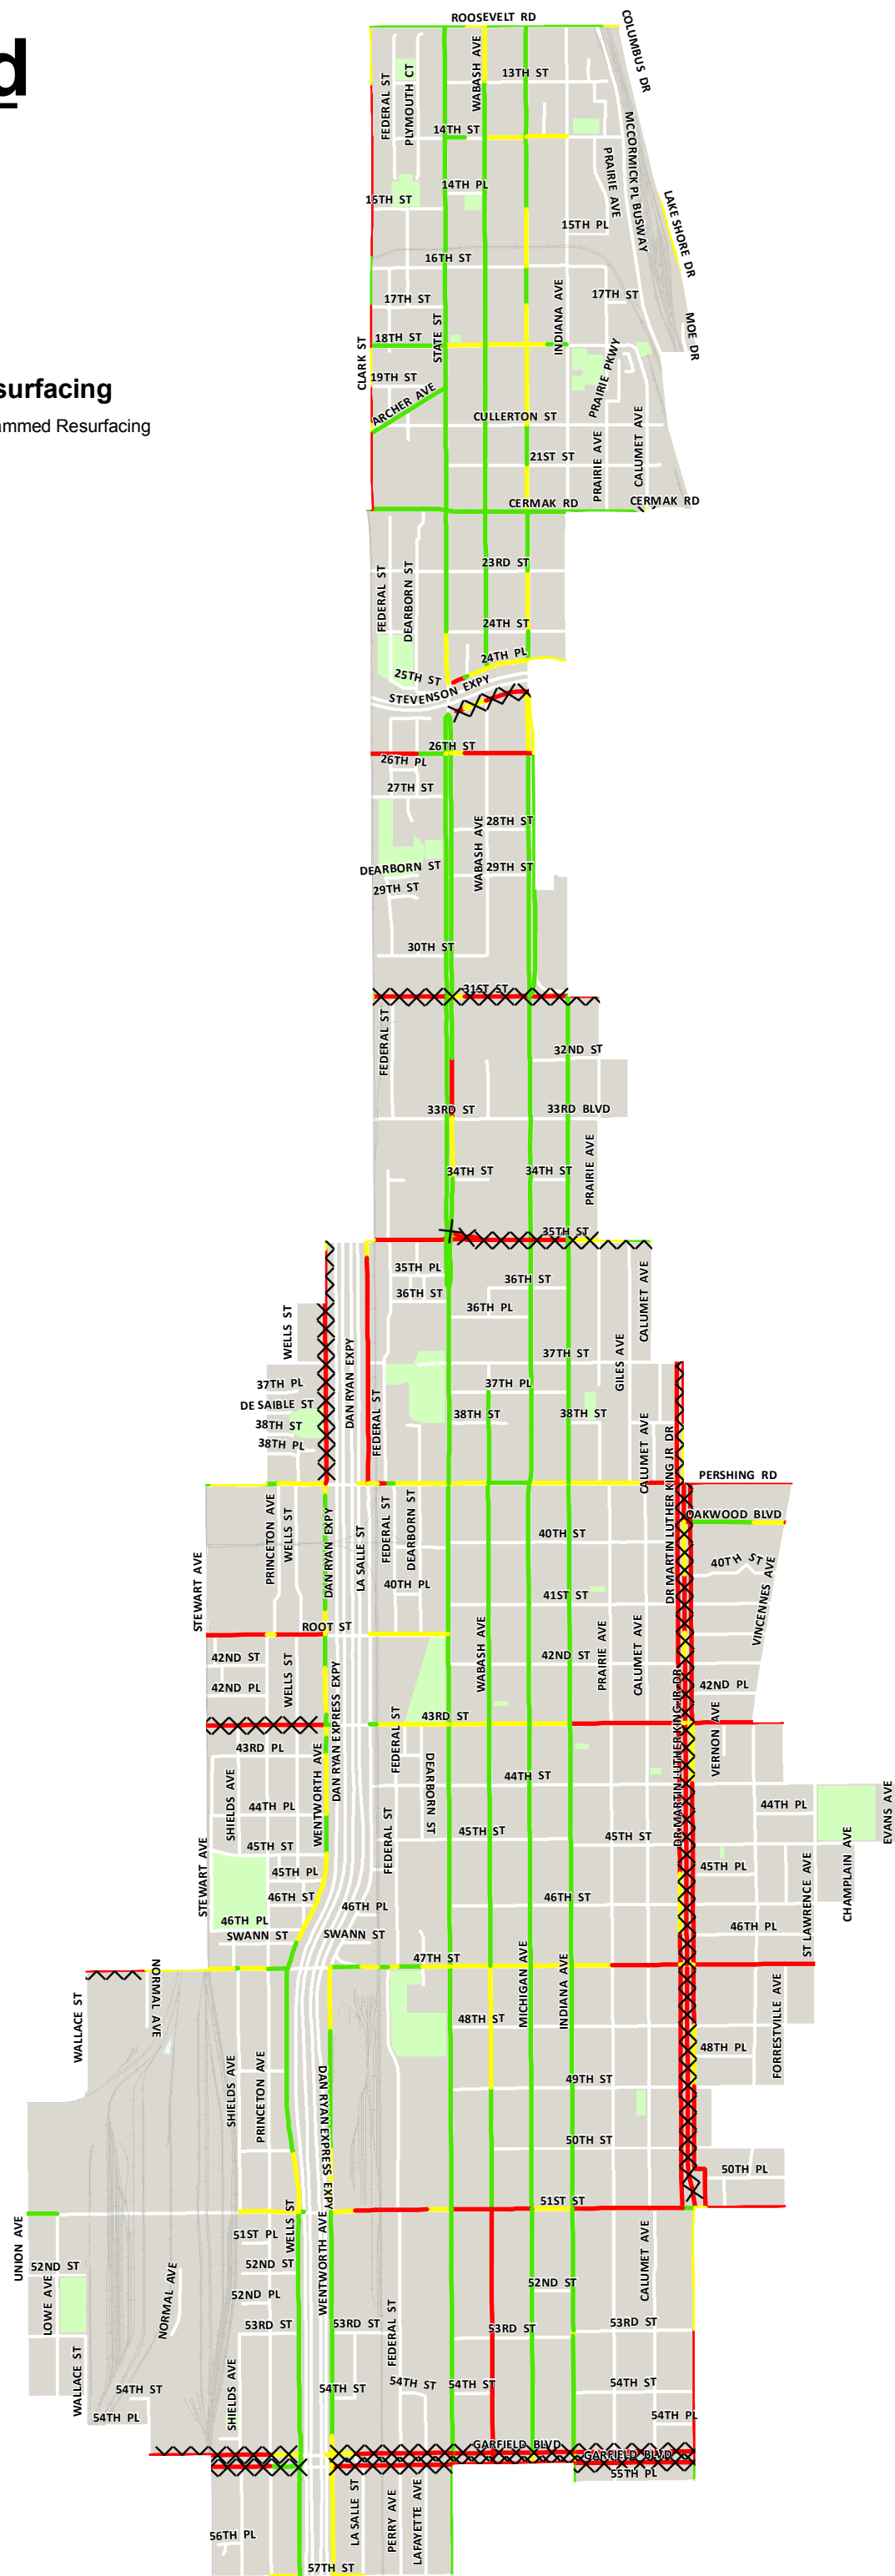 d
surfacing
ammed Resurfacing
ROOSEVELT RD
COLUMBUS DR
FEDERAL ST
PLYMOUTH CT
WABASH AVE
13TH ST
MCCORMICK PL BUSWAY
14TH ST
PRAIRIE AVE
14TH PL
15TH ST
LAKE SHORE DR
15TH PL
16TH ST
INDIANA AVE
17TH ST
17TH ST
STATE ST
MOE DR
18TH ST
CLARK ST
PRAIRIE PKWY
19TH ST
ARCHER AVE
CULLERTON ST
CALUMET AVE
PRAIRIE AVE
21ST ST
CERMAK RD
CERMAK RD
23RD ST
FEDERAL ST
DEARBORN ST
24TH ST
24TH PL
25TH ST
STEVENSON EXPY
26TH ST
26TH PL
27TH ST
28TH ST
WABASH AVE
DEARBORN ST
29TH ST
29TH ST
30TH ST
31ST ST
FEDERAL ST
32ND ST
33RD ST
33RD BLVD
34TH ST
34TH ST
PRAIRIE AVE
35TH ST
35TH PL
36TH ST
36TH ST
CALUMET AVE
36TH PL
WELLS ST
DAN RYAN EXPY
37TH ST
GILES AVE
37TH PL
37TH PL
DE SAIBLE ST
38TH ST
38TH ST
38TH ST
FEDERAL ST
CALUMET AVE
38TH PL
DR MARTIN LUTHER KING JR DR
PERSHING RD
OAKWOOD BLVD
PRINCETON AVE
WELLS ST
DAN RYAN EXPY
LA SALLE ST
FEDERAL ST
DEARBORN ST
40TH ST
40TH ST
STEWART AVE
40TH PL
41ST ST
VINCENNES AVE
ROOT ST
WABASH AVE
PRAIRIE AVE
CALUMET AVE
42ND ST
42ND ST
WELLS ST
42ND PL
42ND PL
DAN RYAN EXPRESS EXPY
DR MARTIN LUTHER KING JR DR
43RD ST
FEDERAL ST
VERNON AVE
43RD PL
WENTWORTH AVE
DEARBORN ST
44TH ST
SHIELDS AVE
44TH PL
44TH PL
EVANS AVE
45TH ST
45TH ST
45TH ST
FEDERAL ST
45TH PL
45TH PL
STEWART AVE
CHAMPLAIN AVE
46TH ST
46TH ST
46TH PL
46TH PL
46TH PL
ST LAWRENCE AVE
SWANN ST
SWANN ST
47TH ST
MICHIGAN AVE
INDIANA AVE
NORMAL AVE
WALLACE ST
48TH ST
48TH PL
FORRESTVILLE AVE
49TH ST
SHIELDS AVE
PRINCETON AVE
DAN RYAN EXPRESS EXPY
50TH ST
50TH PL
51ST ST
WELLS ST
WENTWORTH AVE
UNION AVE
51ST PL
52ND ST
52ND ST
CALUMET AVE
52ND ST
LOWE AVE
NORMAL AVE
52ND PL
53RD ST
53RD ST
53RD ST
53RD ST
FEDERAL ST
WALLACE ST
SHIELDS AVE
54TH ST
54TH ST
54TH ST
54TH ST
54TH ST
54TH PL
54TH PL
GARFIELD BLVD
GARFIELD BLVD
55TH PL
LA SALLE ST
PERRY AVE
LAFAYETTE AVE
56TH PL
57TH ST